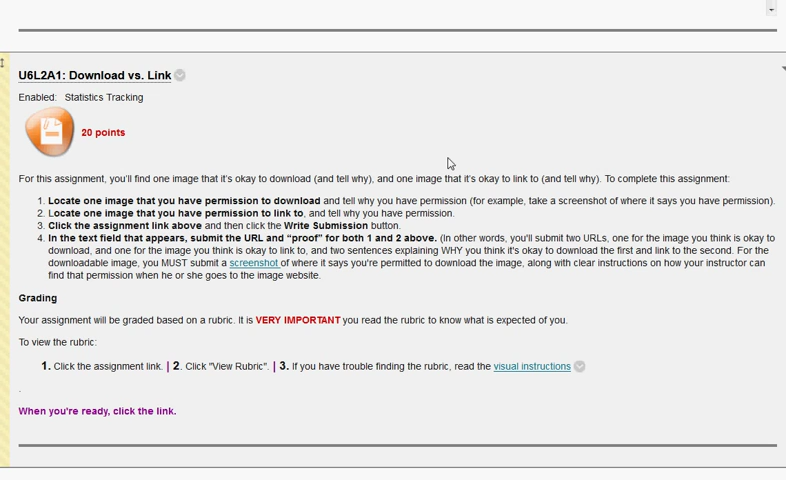 U6L2A1: Download vs. Link
Enabled: Statistics Tracking
20 points
For this assignment, you'll find one image that it's okay to download (and tell why), and one image that it's okay to link to (and tell why). To complete this assignment:
1. Locate one image that you have permission to download and tell why you have permission (for example, take a screenshot of where it says you have permission).
2. Locate one image that you have permission to link to, and tell why you have permission.
3. Click the assignment link above and then click the Write Submission button.
4. In the text field that appears, submit the URL and “proof” for both 1 and 2 above. (In other words, you'll submit two URLs, one for the image you think is okay to
download, and one for the image you think is okay to link to, and two sentences explaining WHY you think it's okay to download the first and link to the second. For the
downloadable image, you MUST submit a screenshot of where it says you're permitted to download the image, along with clear instructions on how your instructor can
find that permission when he or she goes to the image website.
Grading
Your assignment will be graded based on a rubric. It is VERY IMPORTANT you read the rubric to know what is expected of you.
To view the rubric:
1. Click the assignment link. | 2. Click "View Rubric". | 3. If you have trouble finding the rubric, read the visual instructions
.
When you're ready, click the link.